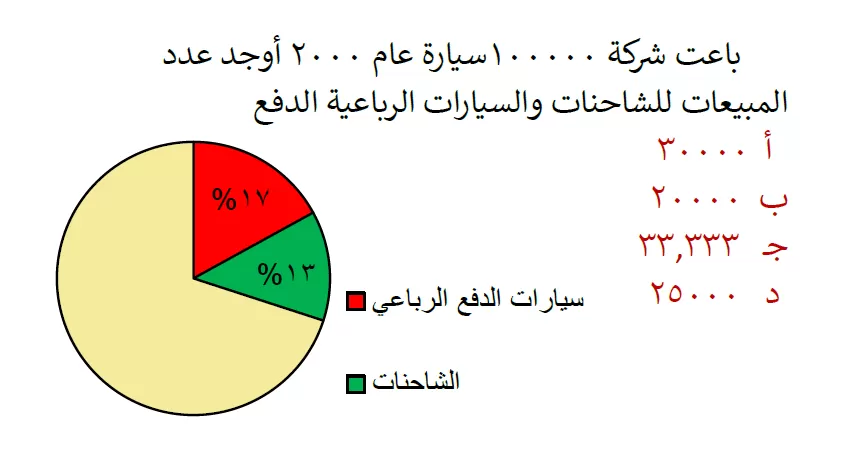 باعت شركة ١٠٠٠٠٠سيارة عام ٢٠٠٠ أوجد عدد
المبيعات للشاحنات والسيارات الرباعية الدفع
أ ٣٠٠٠٠
ب ٢٠٠٠٠
جـ ٣٣,٣٣٣
د ٢٥٠٠٠
١٧%
١٣%
سيارات الدفع الرباعي
الشاحنات